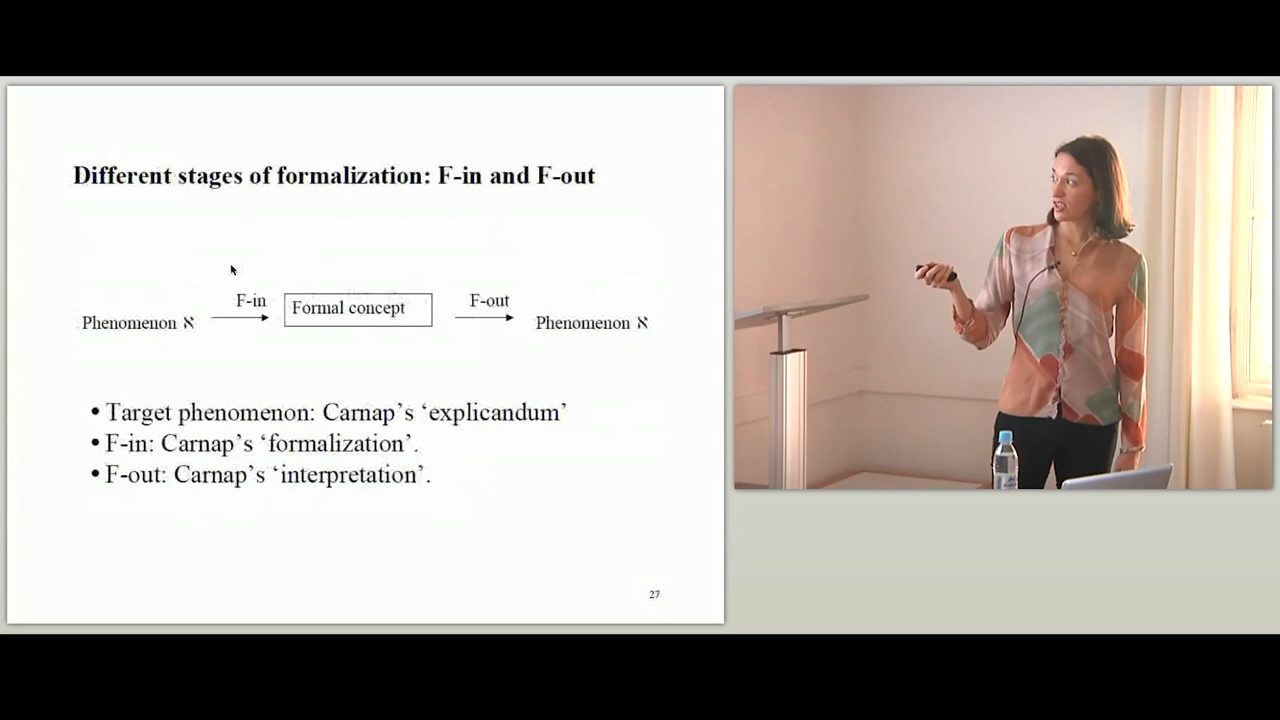 Different stages of formalization: F-in and F-out
F-in
F-out
Phenomenon ℵ
Formal concept
Phenomenon ℵ
• Target phenomenon: Carnap’s ‘explicandum’
• F-in: Carnap’s ‘formalization’.
• F-out: Carnap’s ‘interpretation’.
27